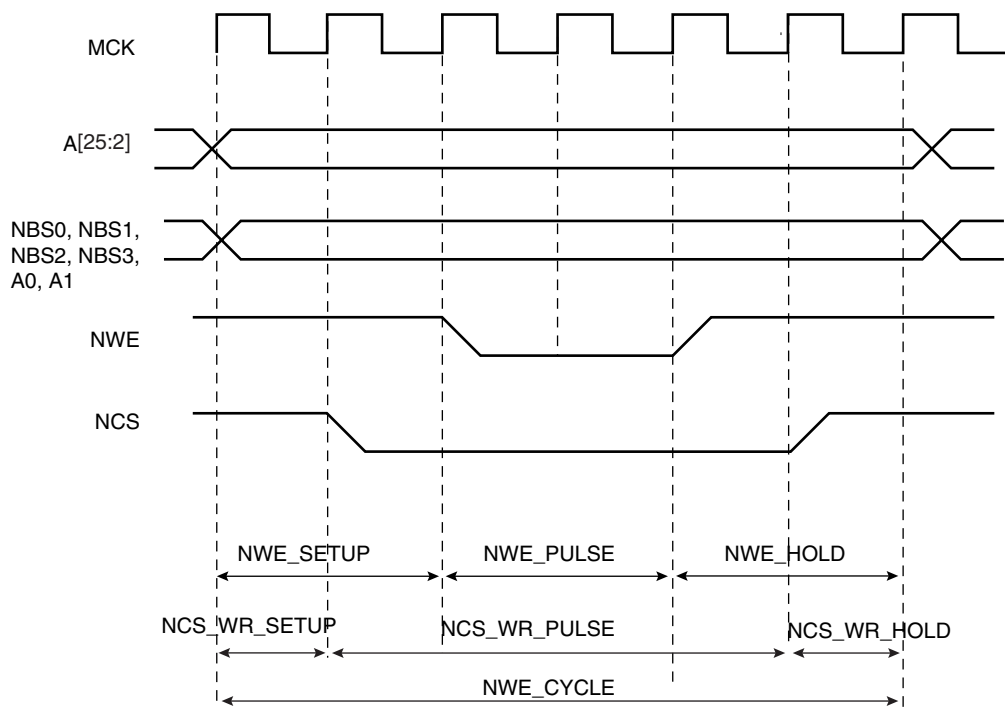 MCK
A[25:2]
NBS0, NBS1,
NBS2, NBS3,
A0, A1
NWE
NCS
NWE_SETUP
NWE_PULSE
NWE_HOLD
NCS_WR_SETUP
NCS_WR_PULSE
NCS_WR_HOLD
NWE_CYCLE